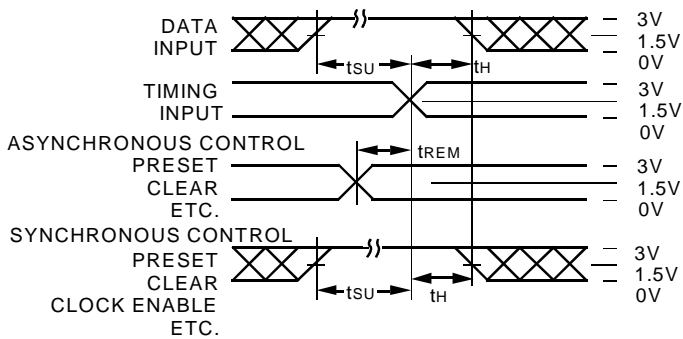 DATA
INPUT
tSU
tH
3V
1.5V
0V
TIMING
INPUT
3V
1.5V
0V
ASYNCHRONOUS CONTROL
PRESET
CLEAR
ETC.
tREM
3V
1.5V
0V
SYNCHRONOUS CONTROL
PRESET
CLEAR
CLOCK ENABLE
ETC.
tSU
tH
3V
1.5V
0V